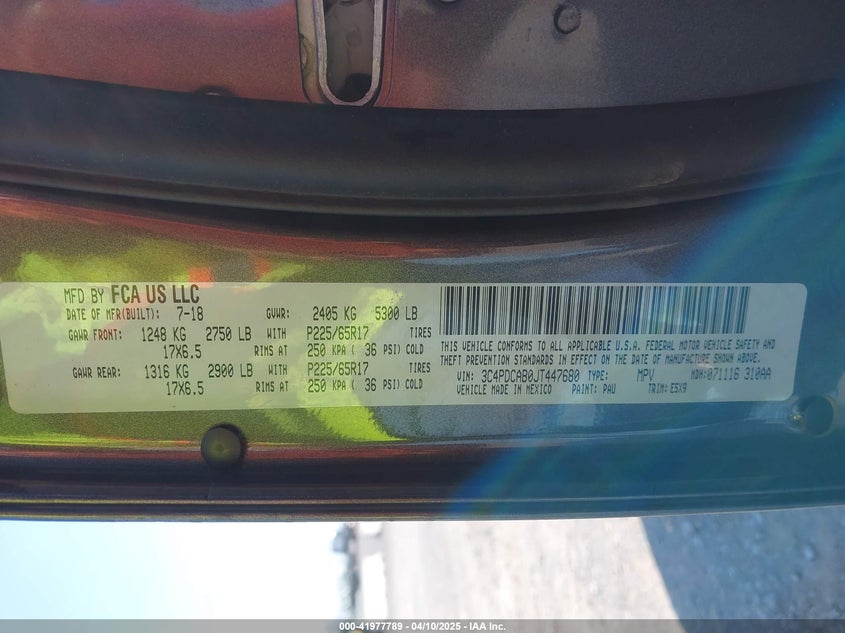 MFD BY FCA US LLC
DATE OF MFR(BUILT): 7-18 GVWR: 2405 KG 5300 LB
GAWR FRONT: 1248 KG 2750 LB WITH P225/65R17 TIRES
17X6.5 RIMS AT 250 KPA ( 36 PSI) COLD
GAWR REAR: 1316 KG 2900 LB WITH P225/65R17 TIRES
17X6.5 RIMS AT 250 KPA ( 36 PSI) COLD
THIS VEHICLE CONFORMS TO ALL APPLICABLE U.S.A. FEDERAL MOTOR VEHICLE SAFETY AND
THEFT PREVENTION STANDARDS IN EFFECT ON THE DATE OF MANUFACTURE SHOWN ABOVE.
VIN: 3C4PDCAB0JT447680 TYPE: MPV MDH: 071116 310AA
VEHICLE MADE IN MEXICO PAINT: PAU TRIM: E5X9
000-41977789 04/10/2025 IAA Inc.